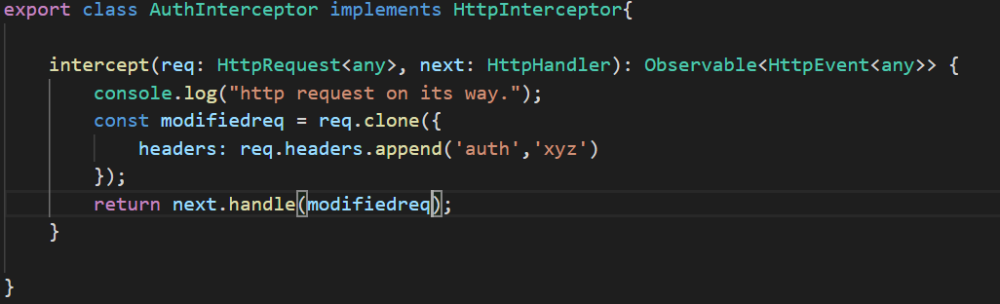 export class AuthInterceptor implements HttpInterceptor{
intercept(req: HttpRequest<any>, next: HttpHandler): Observable<HttpEvent<any>> {
console.log("http request on its way.");
const modifiedreq = req.clone({
headers: req.headers.append('auth','xyz')
});
return next.handle(modifiedreq);
}
}